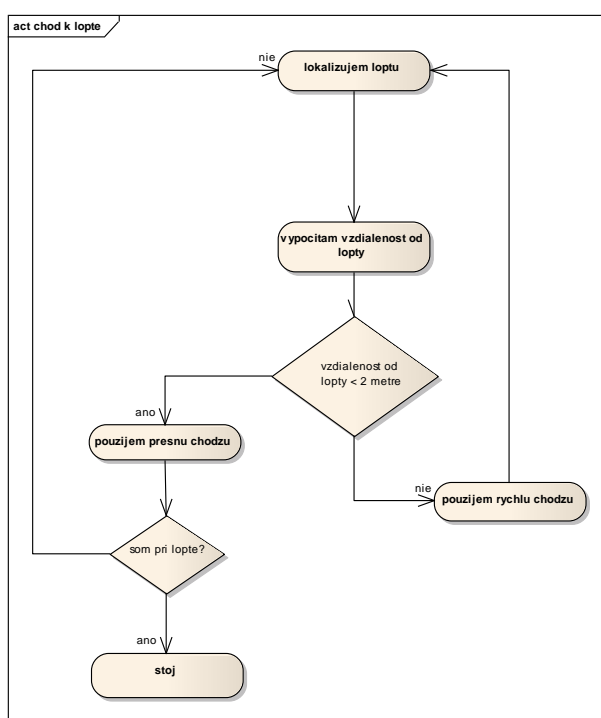 act chod k lopte
nie
lokalizujem loptu
vypocitam vzdialenost od
lopty
vzdialenost od
lopty < 2 metre
ano
pouzijem presnu chodzu
nie
pouzijem rychlu chodzu
som pri lopte?
ano
stoj